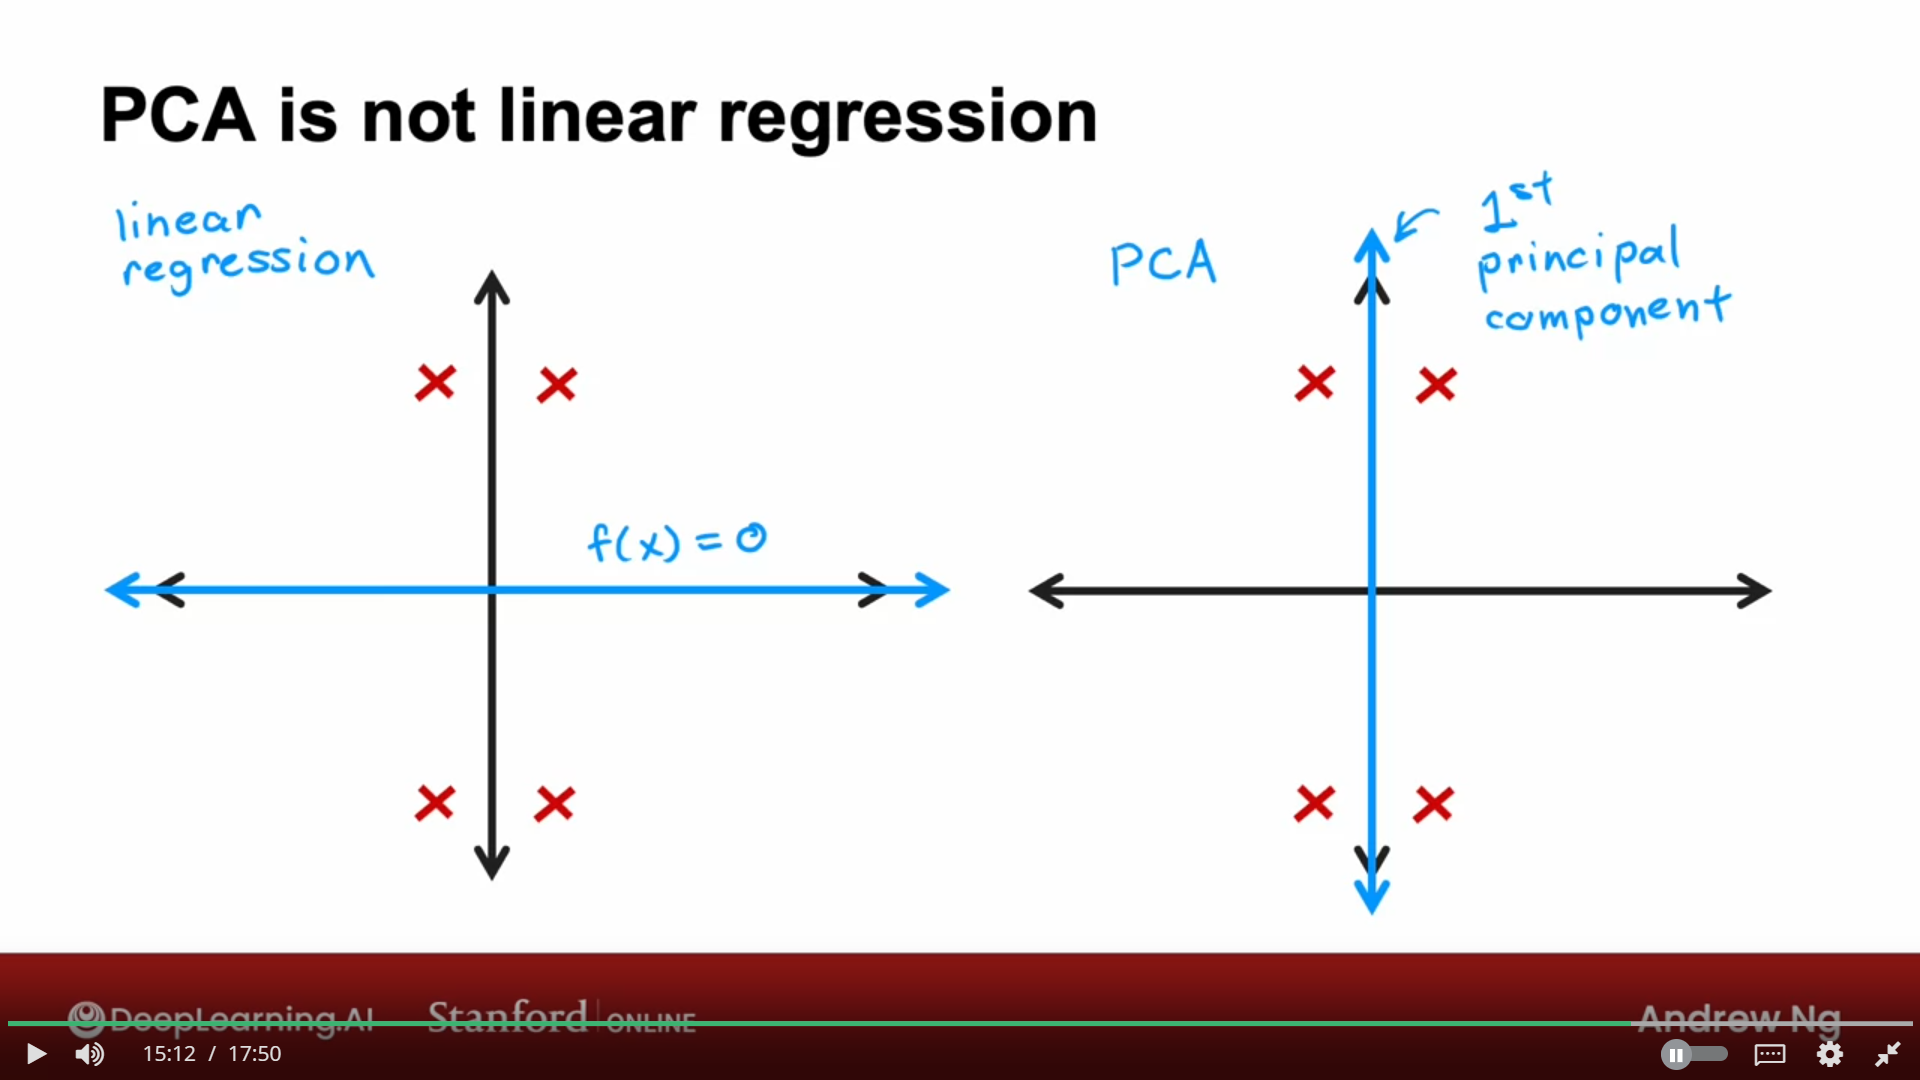 PCA is not linear regression
linear
regression
f(x) = 0
PCA
1st
principal
component
DeepLearning.AI
Stanford | ONLINE
Andrew Ng
15:12 / 17:50